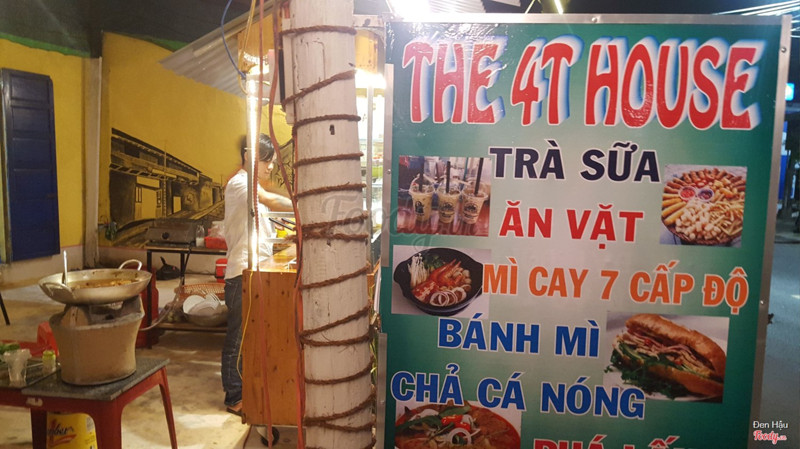 THE 4T HOUSE
TRÀ SỮA
ĂN VẶT
MÌ CAY 7 CẤP ĐỘ
BÁNH MÌ
CHẢ CÁ NÓNG
Foody
Đen Hậu
Foody.vn